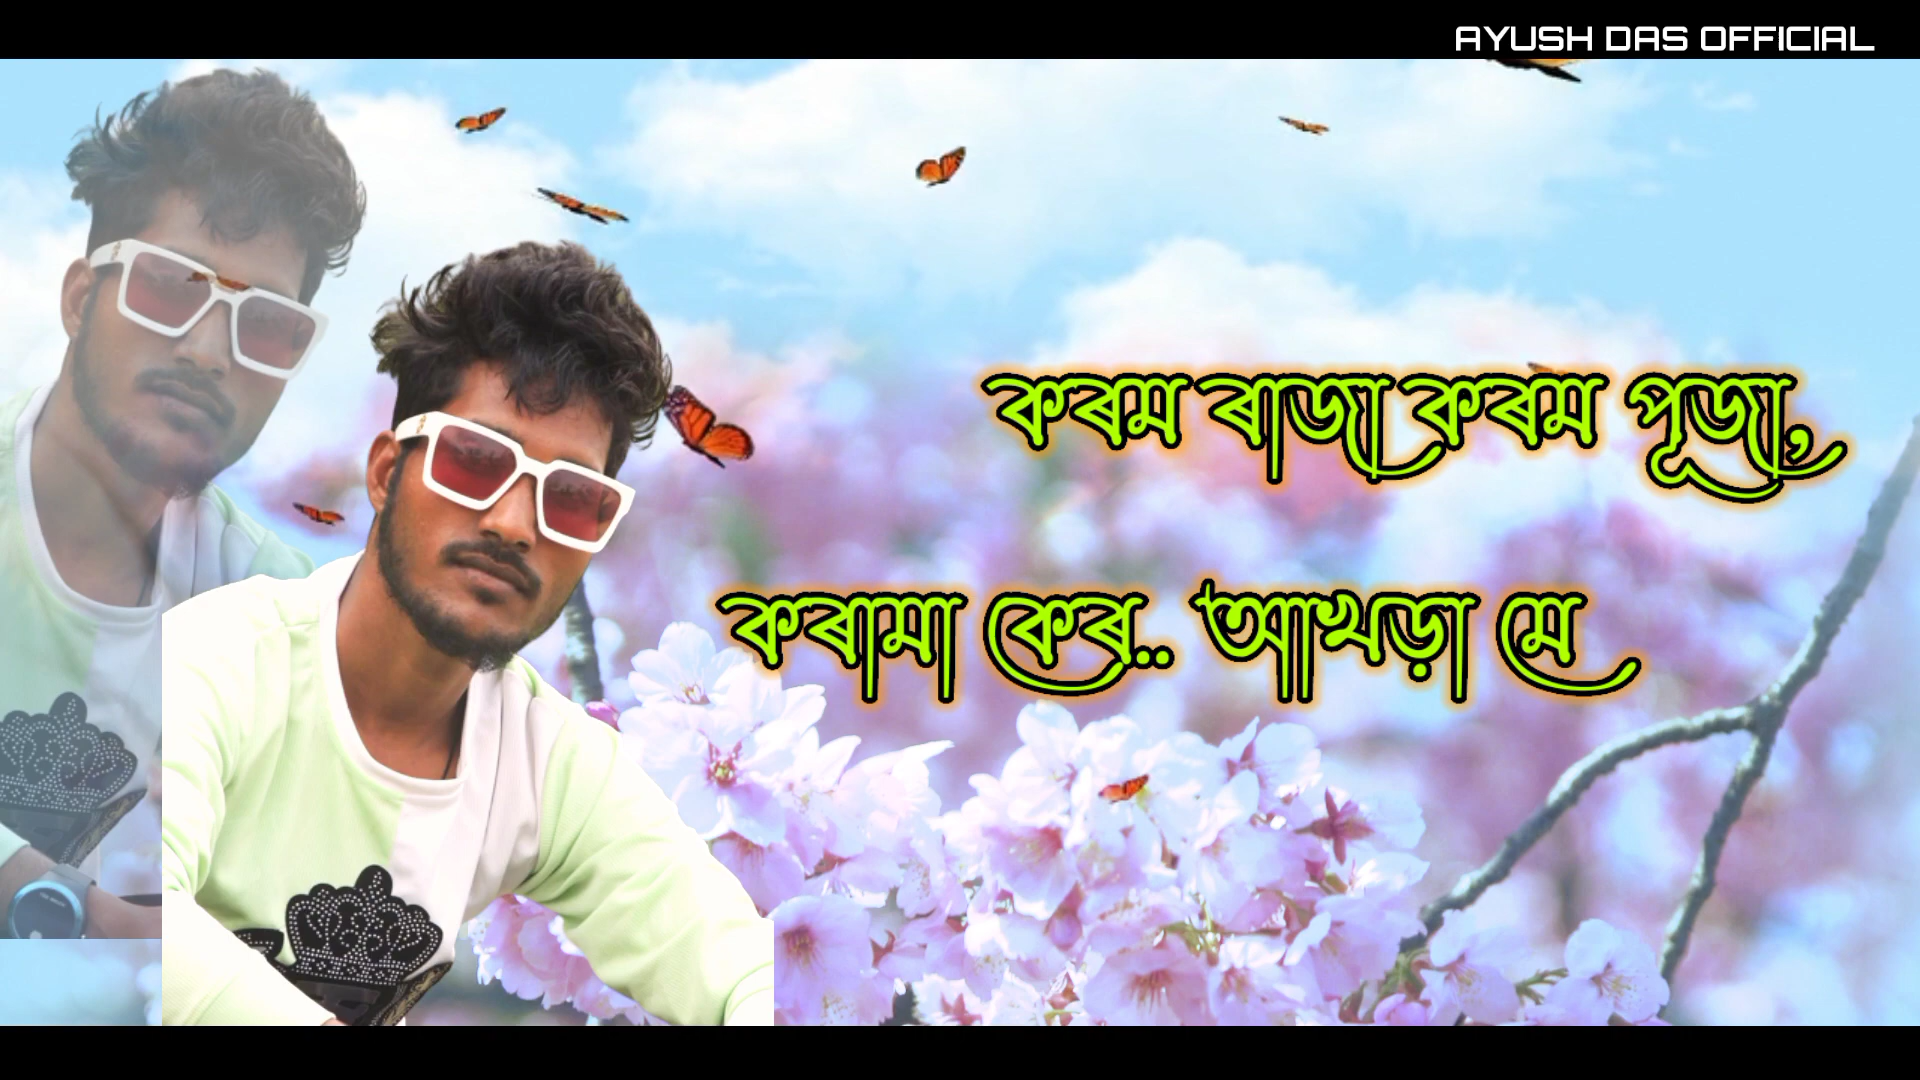 AYUSH DAS OFFICIAL
কৰম ৰাজা কৰম পূজা,
কৰামা কেৰ.. আখড়া মে